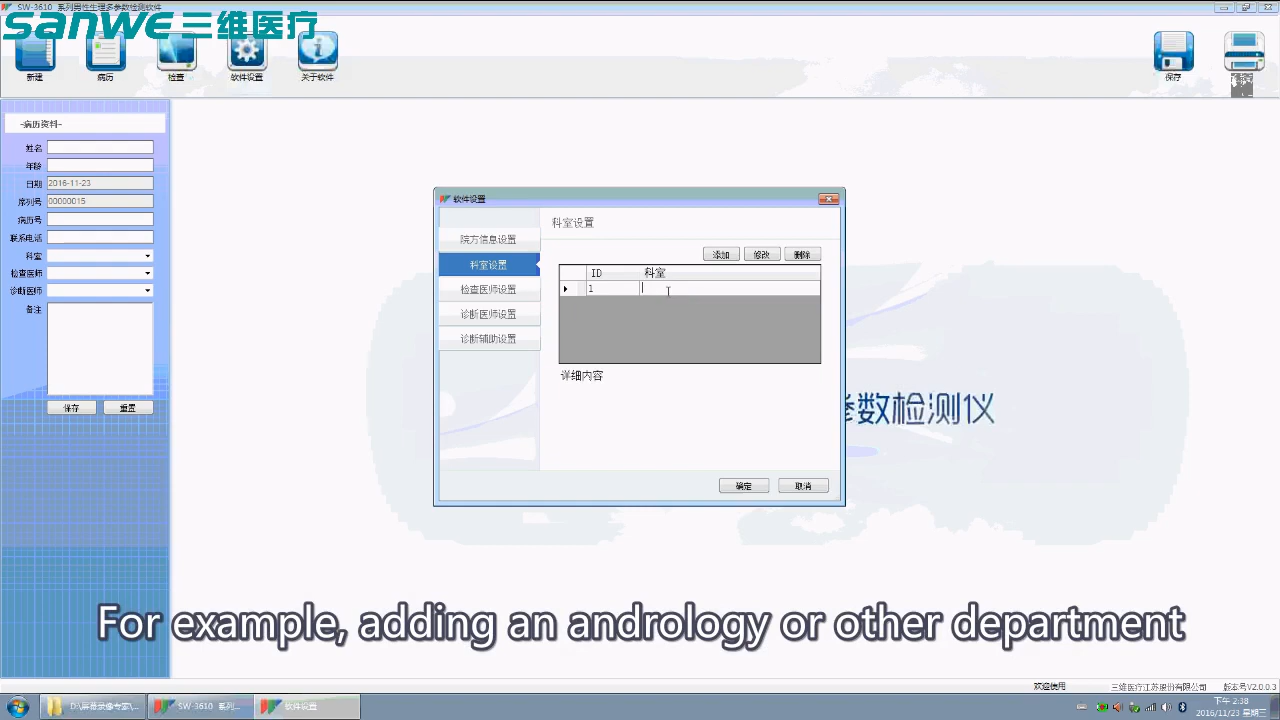 SW-3610 系列男性生理多参数检测软件
SANWE 三维医疗
新建
病历
检查
软件设置
关于软件
保存
-病历资料-
姓名
年龄
日期 2016-11-23
序列号 00000015
病历号
联系电话
科室
检查医师
诊断医师
备注
保存 重置
软件设置
院方信息设置
科室设置
检查医师设置
诊断医师设置
诊断辅助设置
科室设置
添加 修改 删除
ID 科室
1
详细内容
确定 取消
参数检测仪
For example, adding an andrology or other department
欢迎使用 三维医疗江苏股份有限公司 版本号V2.0.0.3
D:\屏幕录像专家\...
SW-3610 系列...
软件设置
下午 2:38
2016/11/23 星期三